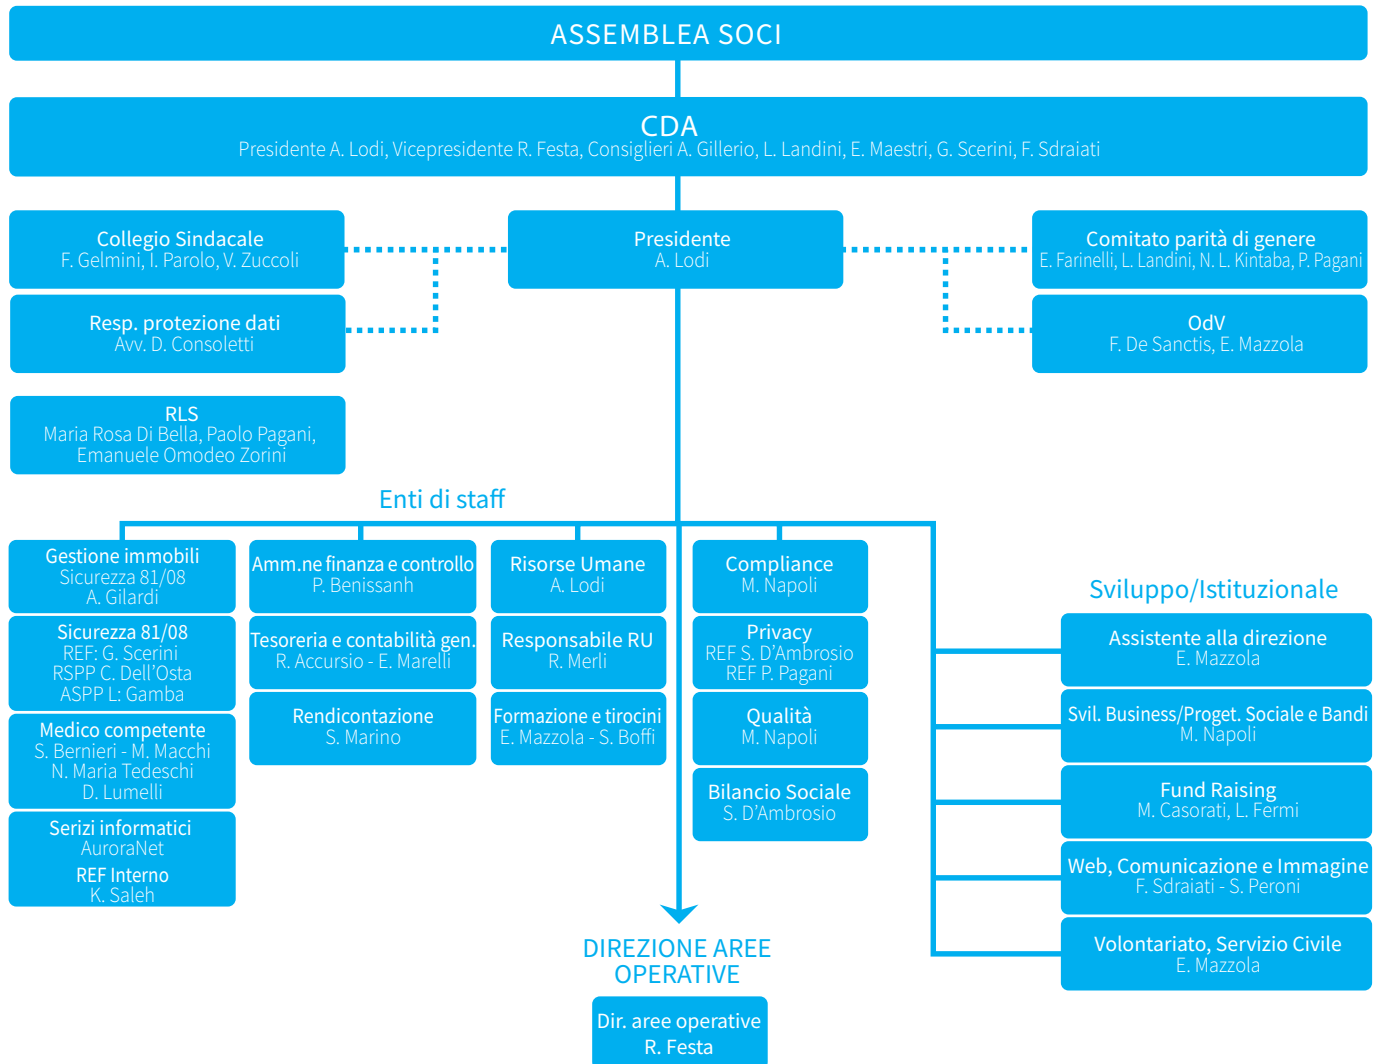 ASSEMBLEA SOCI
CDA
Presidente A. Lodi, Vicepresidente R. Festa, Consiglieri A. Gillerio, L. Landini, E. Maestri, G. Scerini, F. Sdraiati
Collegio Sindacale
F. Gelmini, I. Parolo, V. Zuccoli
Presidente
A. Lodi
Comitato parità di genere
E. Farinelli, L. Landini, N. L. Kintaba, P. Pagani
Resp. protezione dati
Avv. D. Consoletti
OdV
F. De Sanctis, E. Mazzola
RLS
Maria Rosa Di Bella, Paolo Pagani,
Emanuele Omodeo Zorini
Enti di staff
Gestione immobili
Sicurezza 81/08
A. Gilardi
Sicurezza 81/08
REF: G. Scerini
RSPP C. Dell'Osta
ASPP L: Gamba
Medico competente
S. Bernieri - M. Macchi
N. Maria Tedeschi
D. Lumelli
Serizi informatici
AuroraNet
REF Interno
K. Saleh
Amm.ne finanza e controllo
P. Benissanh
Tesoreria e contabilità gen.
R. Accursio - E. Marelli
Rendicontazione
S. Marino
Risorse Umane
A. Lodi
Responsabile RU
R. Merli
Formazione e tirocini
E. Mazzola - S. Boffi
Compliance
M. Napoli
Privacy
REF S. D'Ambrosio
REF P. Pagani
Qualità
M. Napoli
Bilancio Sociale
S. D'Ambrosio
Sviluppo/Istituzionale
Assistente alla direzione
E. Mazzola
Svil. Business/Proget. Sociale e Bandi
M. Napoli
Fund Raising
M. Casorati, L. Fermi
Web, Comunicazione e Immagine
F. Sdraiati - S. Peroni
Volontariato, Servizio Civile
E. Mazzola
DIREZIONE AREE
OPERATIVE
Dir. aree operative
R. Festa